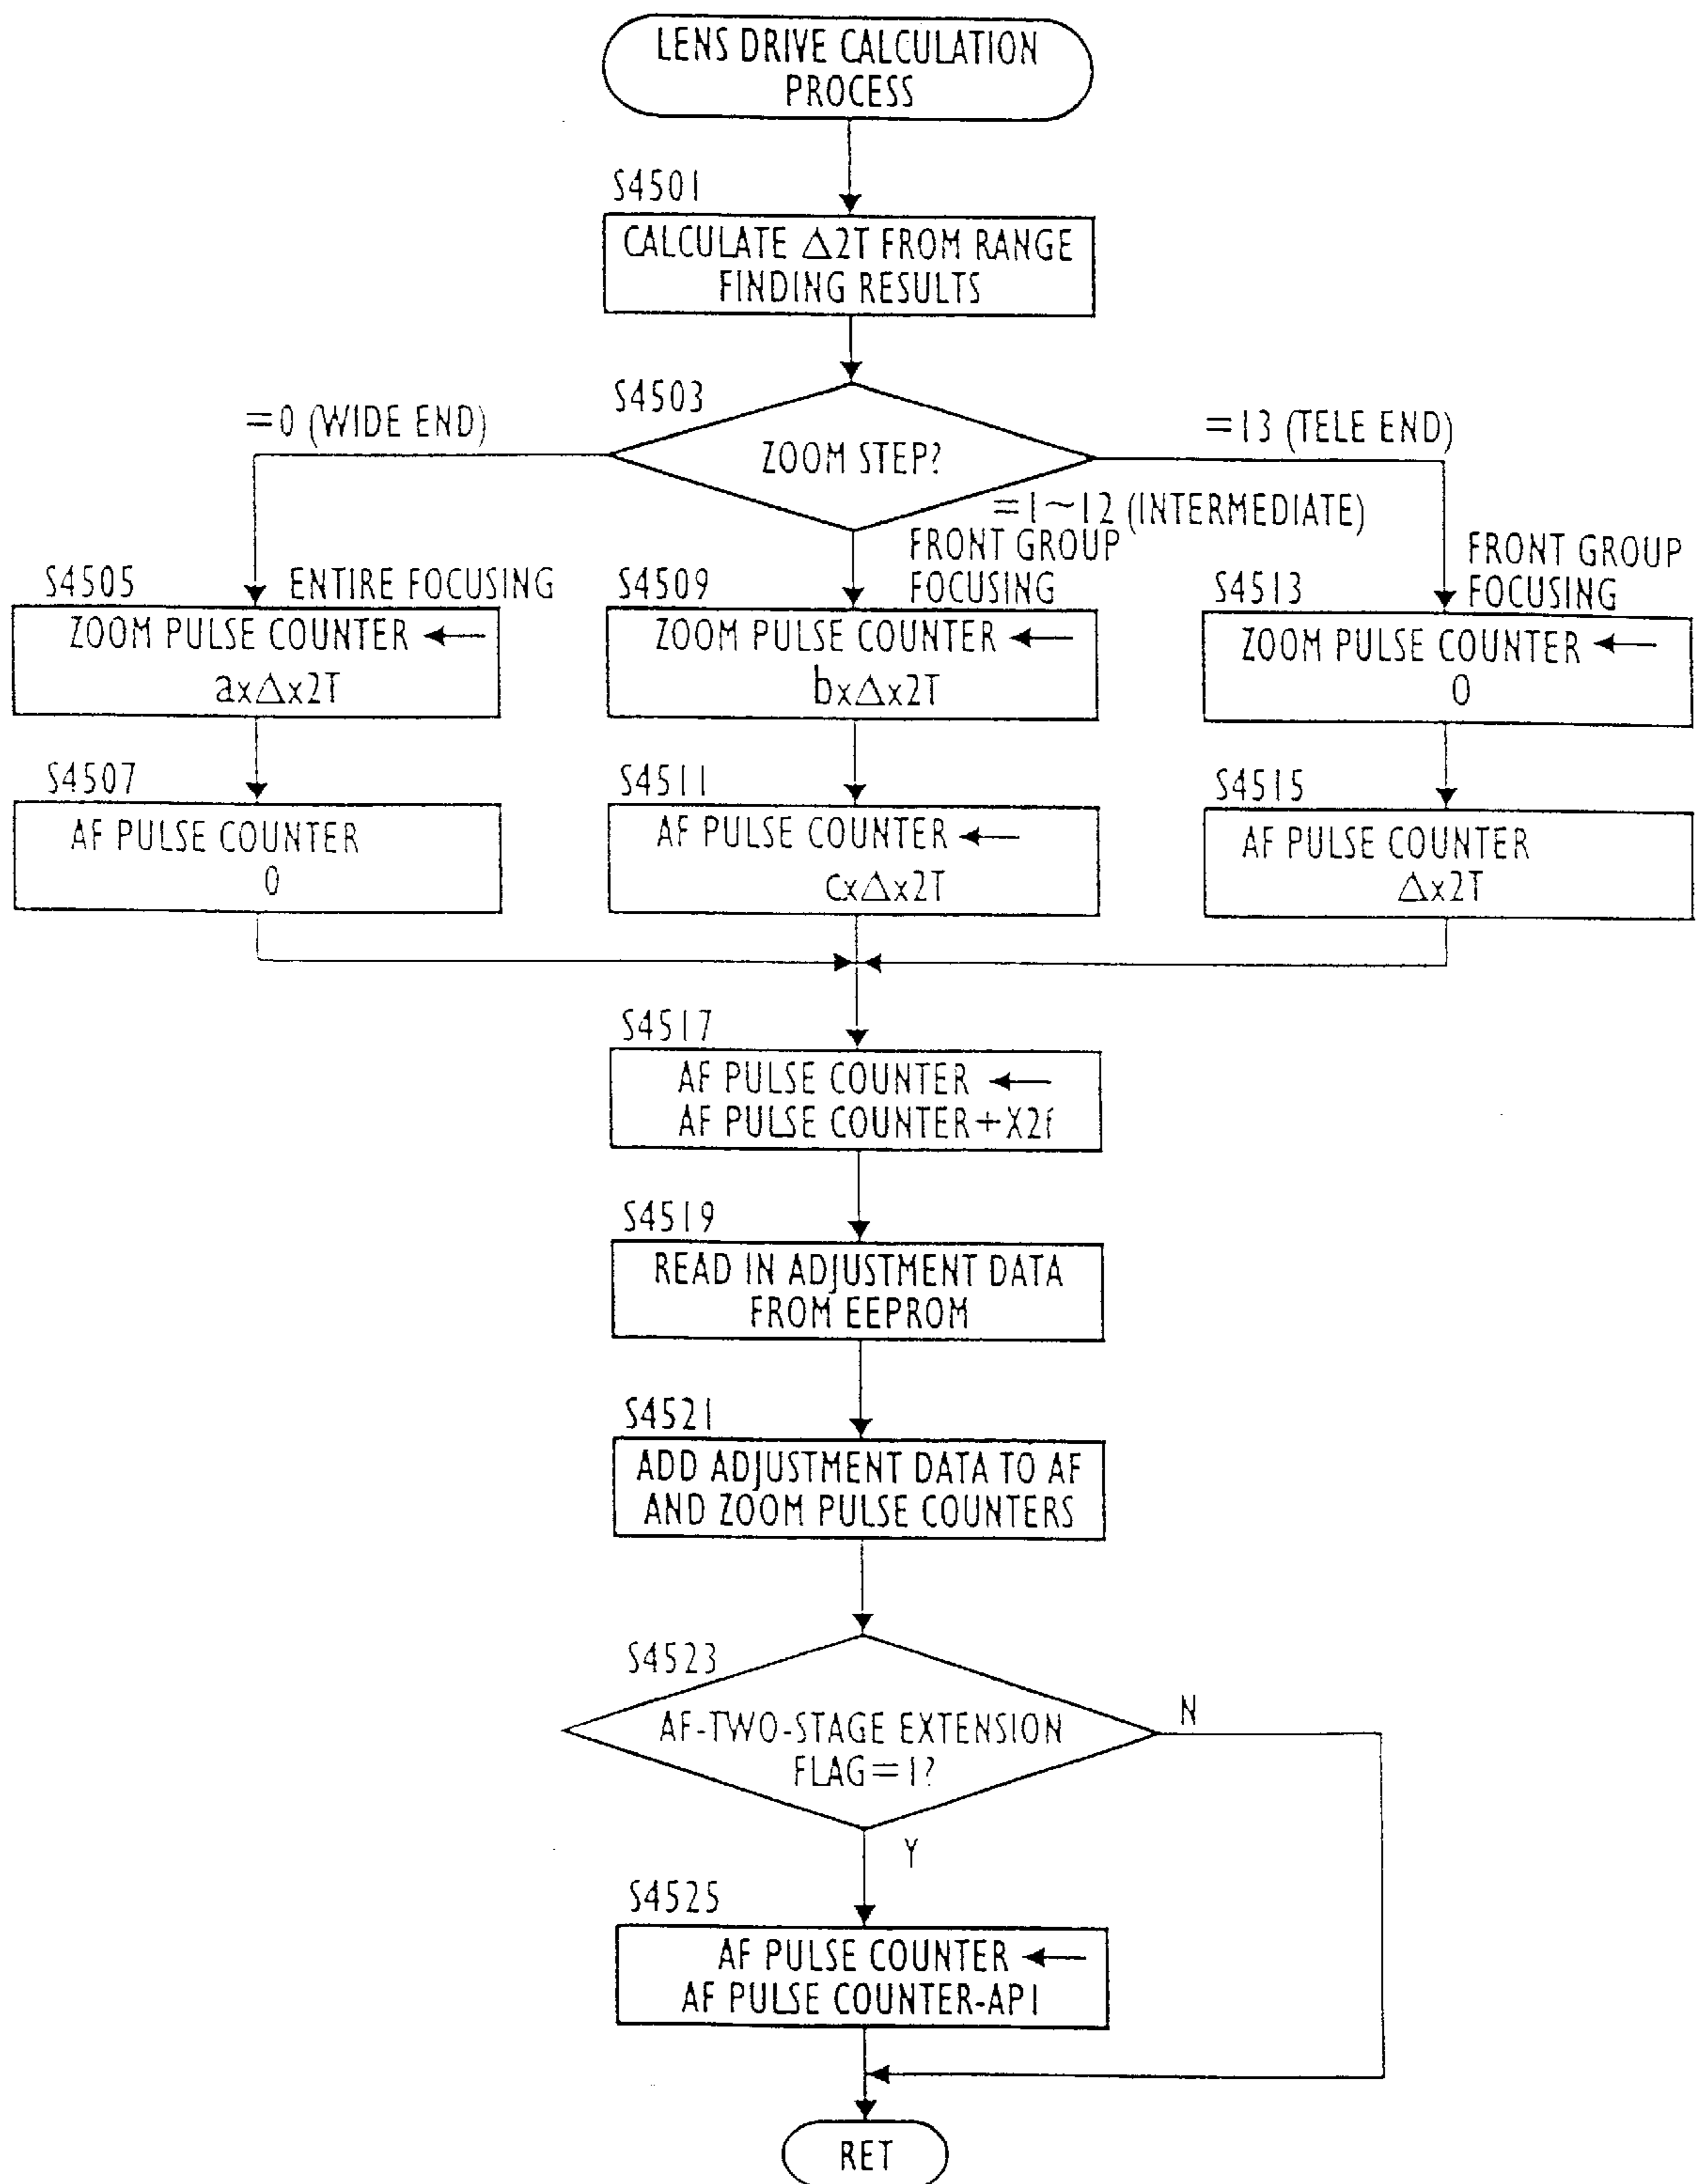 LENS DRIVE CALCULATION
PROCESS
S4501
CALCULATE △2T FROM RANGE
FINDING RESULTS
S4503
ZOOM STEP?
=0 (WIDE END)
=13 (TELE END)
=1~12 (INTERMEDIATE)
S4505
ENTIRE FOCUSING
ZOOM PULSE COUNTER ←
ax△x2T
S4507
AF PULSE COUNTER
0
S4509
FRONT GROUP
FOCUSING
ZOOM PULSE COUNTER ←
bx△x2T
S4511
AF PULSE COUNTER ←
cx△x2T
S4513
FRONT GROUP
FOCUSING
ZOOM PULSE COUNTER ←
0
S4515
AF PULSE COUNTER
△x2T
S4517
AF PULSE COUNTER ←
AF PULSE COUNTER+X2f
S4519
READ IN ADJUSTMENT DATA
FROM EEPROM
S4521
ADD ADJUSTMENT DATA TO AF
AND ZOOM PULSE COUNTERS
S4523
AF-TWO-STAGE EXTENSION
FLAG=1?
N
Y
S4525
AF PULSE COUNTER ←
AF PULSE COUNTER-AP1
RET